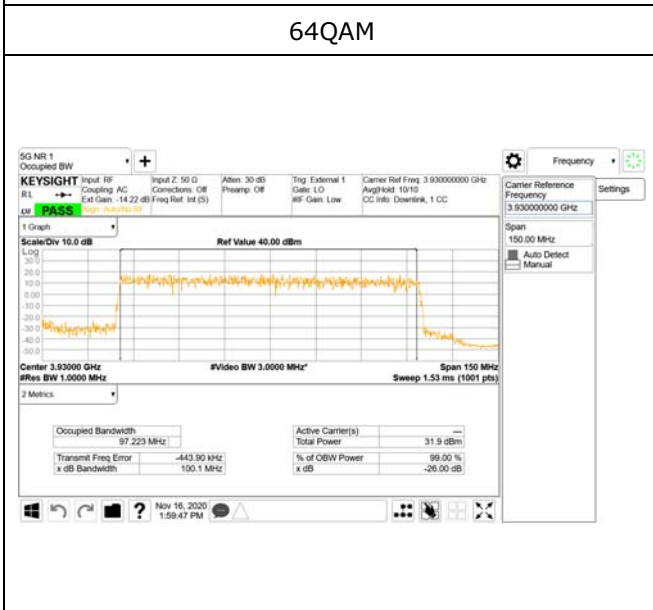 64QAM
5G NR 1
Occupied BW
+
Frequency
KEYSIGHT Input: RF Input Z: 50 Ω Atten: 30 dB Trig: External 1 Carrier Ref Freq: 3.930000000 GHz
RL Coupling: AC Corrections: Off Preamp: Off Gate: LO Avg|Hold: 10/10
Ext Gain: -14.22 dB Freq Ref: Int (S) #IF Gain: Low CC Info: Downlink, 1 CC
PASS Align: Auto/No RF
Carrier Reference
Frequency
3.930000000 GHz
Settings
Span
150.00 MHz
Auto Detect
Manual
1 Graph
Scale/Div 10.0 dB Ref Value 40.00 dBm
Log
30.0
20.0
10.0
0.00
-10.0
-20.0
-30.0
-40.0
-50.0
Center 3.93000 GHz #Video BW 3.0000 MHz* Span 150 MHz
#Res BW 1.0000 MHz Sweep 1.53 ms (1001 pts)
2 Metrics
Occupied Bandwidth Active Carrier(s) ---
97.223 MHz Total Power 31.9 dBm
Transmit Freq Error -443.90 kHz % of OBW Power 99.00 %
x dB Bandwidth 100.1 MHz x dB -26.00 dB
? Nov 16, 2020
1:59:47 PM